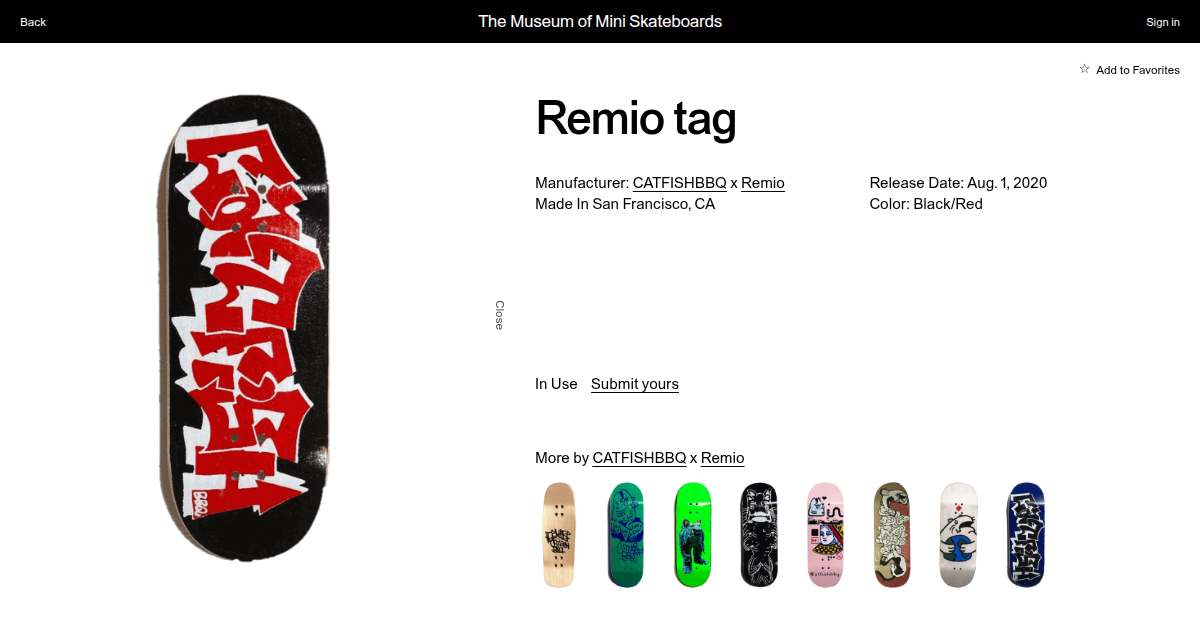 Back
The Museum of Mini Skateboards
Sign in
☆ Add to Favorites
Remio tag
Manufacturer: CATFISHBBQ x Remio
Made In San Francisco, CA
Release Date: Aug. 1, 2020
Color: Black/Red
CATFISH
BBQ
Close
In Use Submit yours
More by CATFISHBBQ x Remio